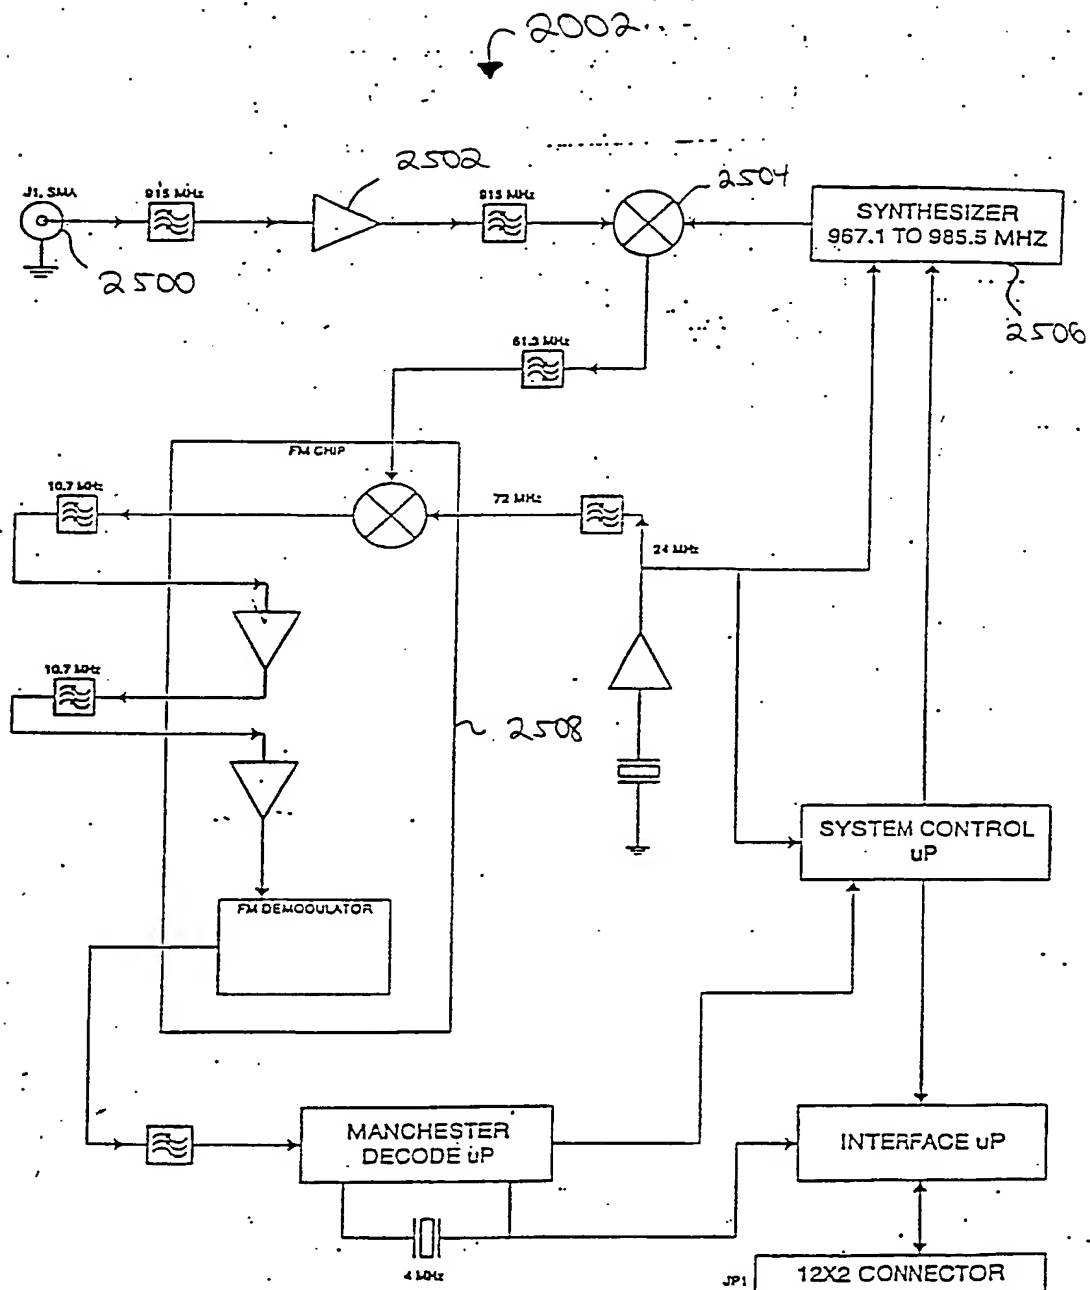 2002
2502
2504
J1, SMA
915 MHz
915 MHz
SYNTHESIZER
967.1 TO 985.5 MHZ
2500
2506
61.3 MHz
FM CHIP
10.7 MHz
72 MHz
24 MHz
10.7 MHz
2508
SYSTEM CONTROL
uP
FM DEMODULATOR
MANCHESTER
DECODE uP
INTERFACE uP
4 MHz
JP1
12X2 CONNECTOR